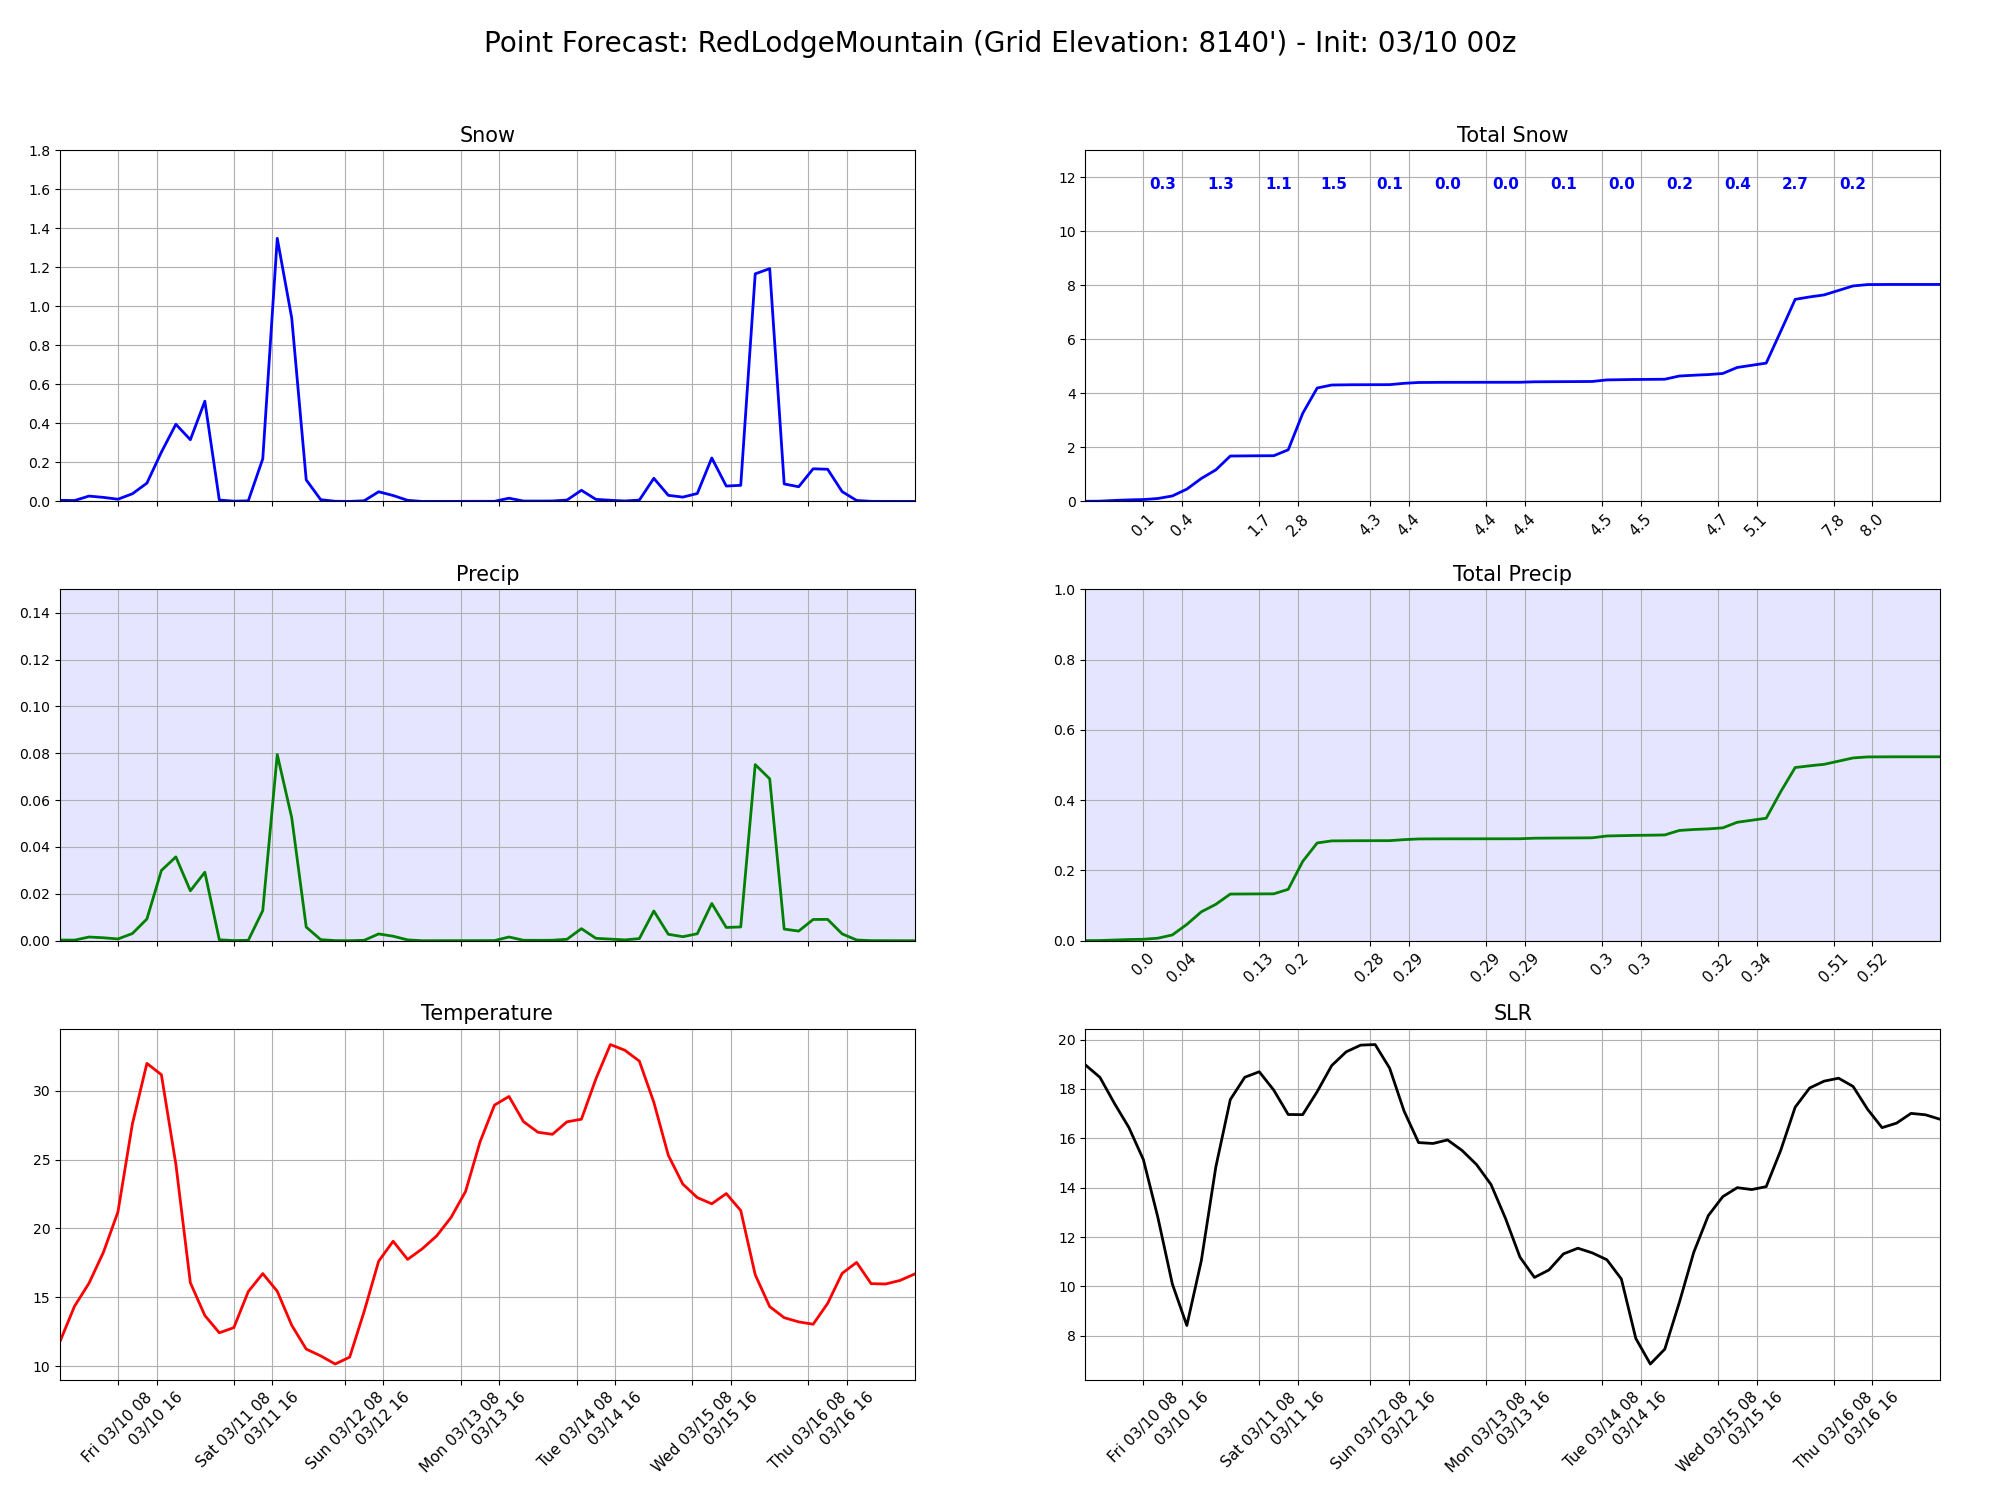 Point Forecast: RedLodgeMountain (Grid Elevation: 8140') - Init: 03/10 00z
Snow
1.8
1.6
1.4
1.2
1.0
0.8
0.6
0.4
0.2
0.0
Total Snow
12
10
8
6
4
2
0
0.3 1.3 1.1 1.5 0.1 0.0 0.0 0.1 0.0 0.2 0.4 2.7 0.2
0.1 0.4 1.7 2.8 4.3 4.4 4.4 4.4 4.5 4.5 4.7 5.1 7.8 8.0
Precip
0.14
0.12
0.10
0.08
0.06
0.04
0.02
0.00
Total Precip
1.0
0.8
0.6
0.4
0.2
0.0
0.0 0.04 0.13 0.2 0.28 0.29 0.29 0.29 0.3 0.3 0.32 0.34 0.51 0.52
Temperature
30
25
20
15
10
Fri 03/10 08
03/10 16
Sat 03/11 08
03/11 16
Sun 03/12 08
03/12 16
Mon 03/13 08
03/13 16
Tue 03/14 08
03/14 16
Wed 03/15 08
03/15 16
Thu 03/16 08
03/16 16
SLR
20
18
16
14
12
10
8
Fri 03/10 08
03/10 16
Sat 03/11 08
03/11 16
Sun 03/12 08
03/12 16
Mon 03/13 08
03/13 16
Tue 03/14 08
03/14 16
Wed 03/15 08
03/15 16
Thu 03/16 08
03/16 16